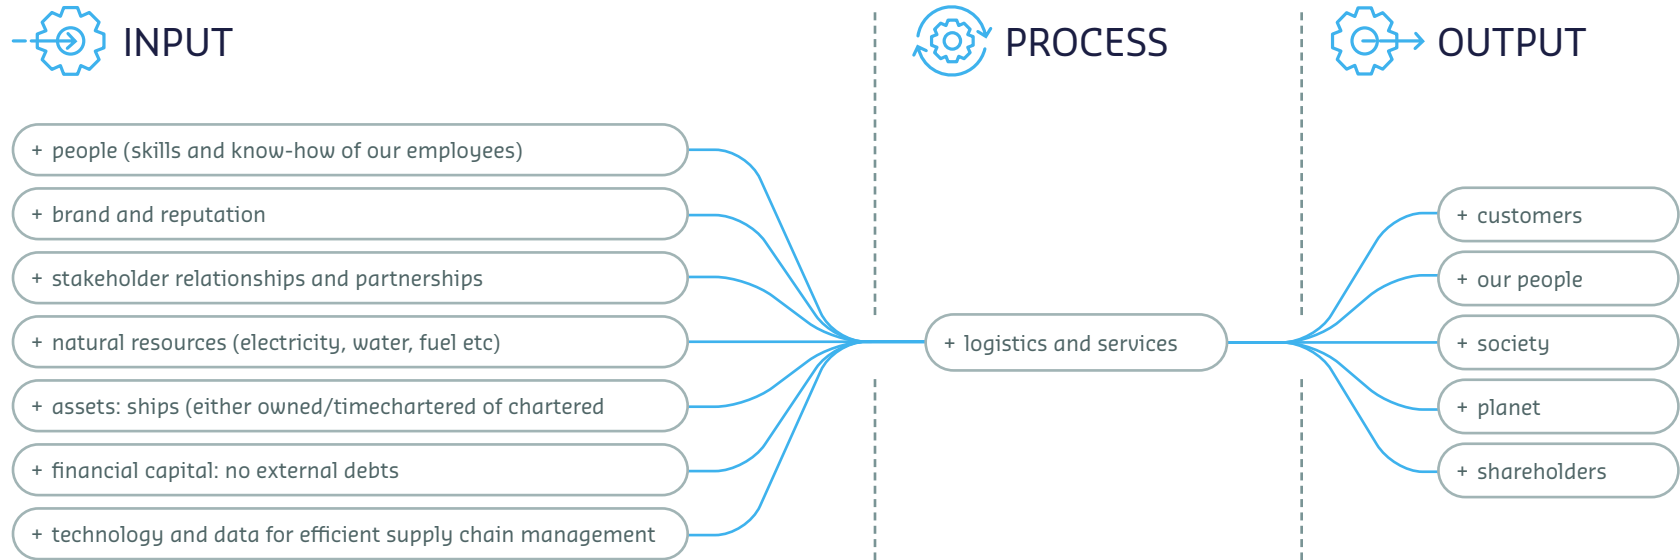 INPUT
PROCESS
OUTPUT
+ people (skills and know-how of our employees)
+ brand and reputation
+ stakeholder relationships and partnerships
+ natural resources (electricity, water, fuel etc)
+ assets: ships (either owned/timechartered of chartered
+ financial capital: no external debts
+ technology and data for efficient supply chain management
+ logistics and services
+ customers
+ our people
+ society
+ planet
+ shareholders